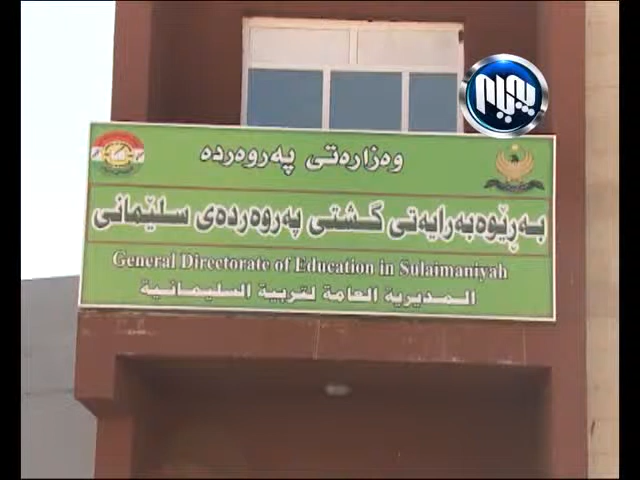 وەزارەتی پەروەردە
بەڕێوەبەرایەتی گشتی پەروەردەی سلێمانی
General Directorate of Education in Sulaimaniyah
المديرية العامة لتربية السليمانية